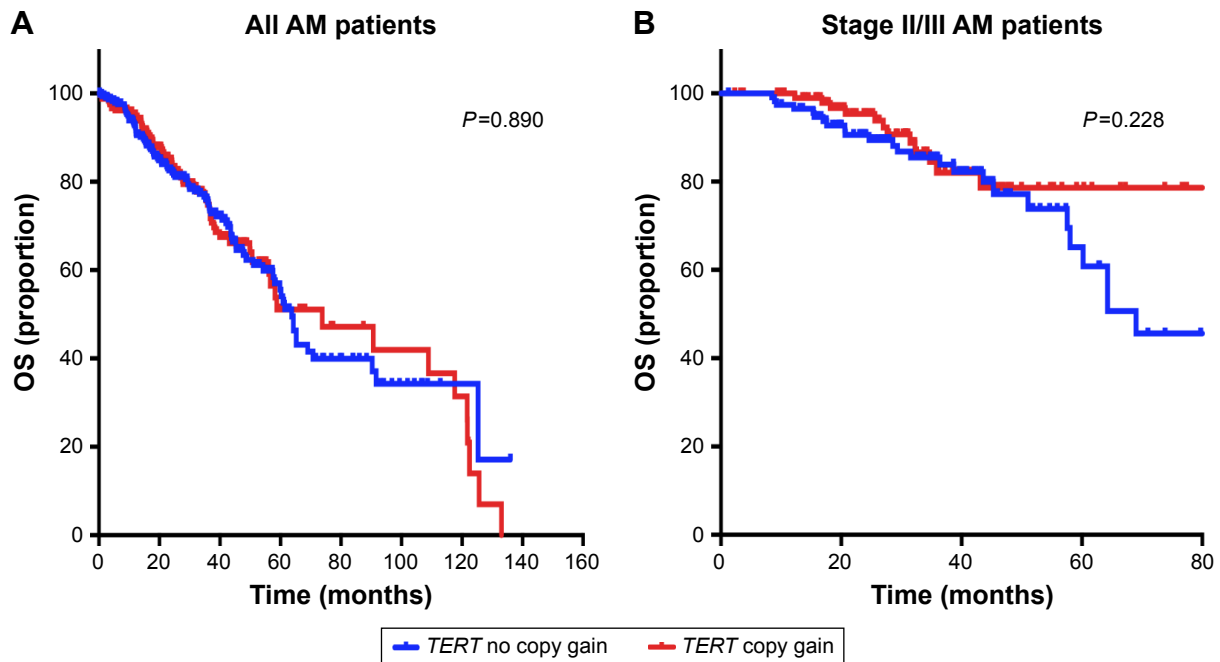 A
All AM patients
P=0.890
OS (proportion)
100
80
60
40
20
0
0 20 40 60 80 100 120 140 160
Time (months)
B
Stage II/III AM patients
P=0.228
OS (proportion)
100
80
60
40
20
0
0 20 40 60 80
Time (months)
TERT no copy gain TERT copy gain